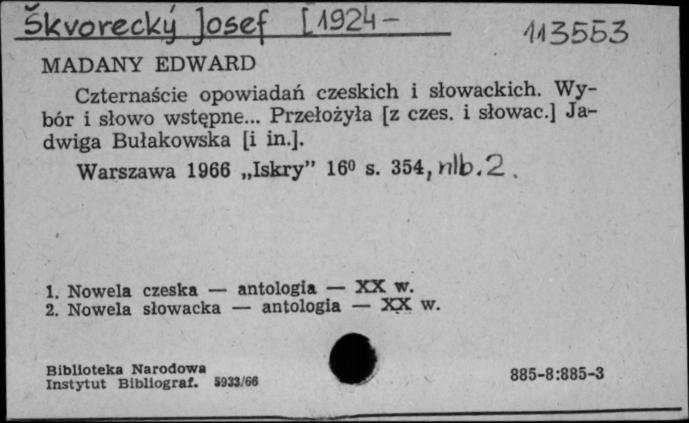 Škvorecký Josef [1924-
113553
MADANY EDWARD
Czternaście opowiadań czeskich i słowackich. Wy-
bór i słowo wstępne... Przełożyła [z czes. i słowac.] Ja-
dwiga Bułakowska [i in.].
Warszawa 1966 „Iskry” 16⁰ s. 354, nlb. 2.
1. Nowela czeska — antologia — XX w.
2. Nowela słowacka — antologia — XX w.
Biblioteka Narodowa
Instytut Bibliograf. 5933/66
885-8:885-3